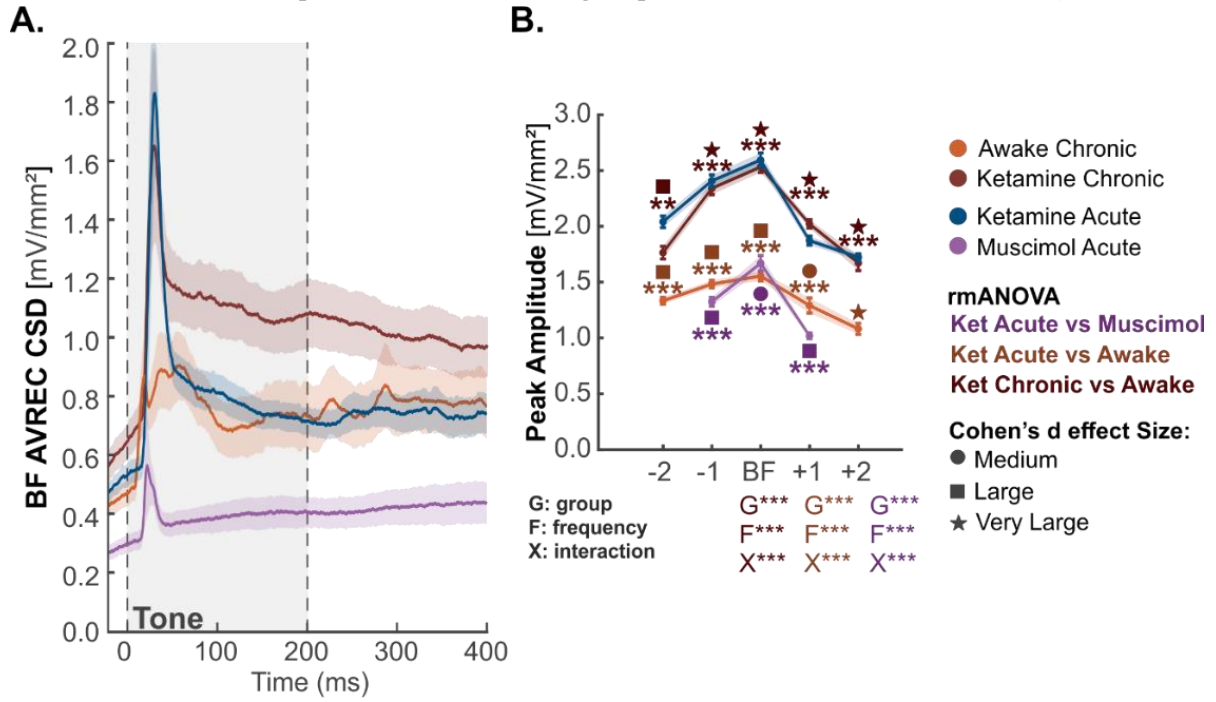 A.
BF AVREC CSD [mV/mm²]
2.0
1.8
1.6
1.4
1.2
1.0
0.8
0.6
0.4
0.2
0.0
Tone
0
100
200
300
400
Time (ms)
B.
Peak Amplitude [mV/mm²]
3.0
2.5
2.0
1.5
1.0
0.5
0.0
**
***
***
***
***
***
***
***
***
***
***
***
-2
-1
BF
+1
+2
G: group
F: frequency
X: interaction
G*** G*** G***
F*** F*** F***
X*** X*** X***
Awake Chronic
Ketamine Chronic
Ketamine Acute
Muscimol Acute
rmANOVA
Ket Acute vs Muscimol
Ket Acute vs Awake
Ket Chronic vs Awake
Cohen's d effect Size:
Medium
Large
Very Large